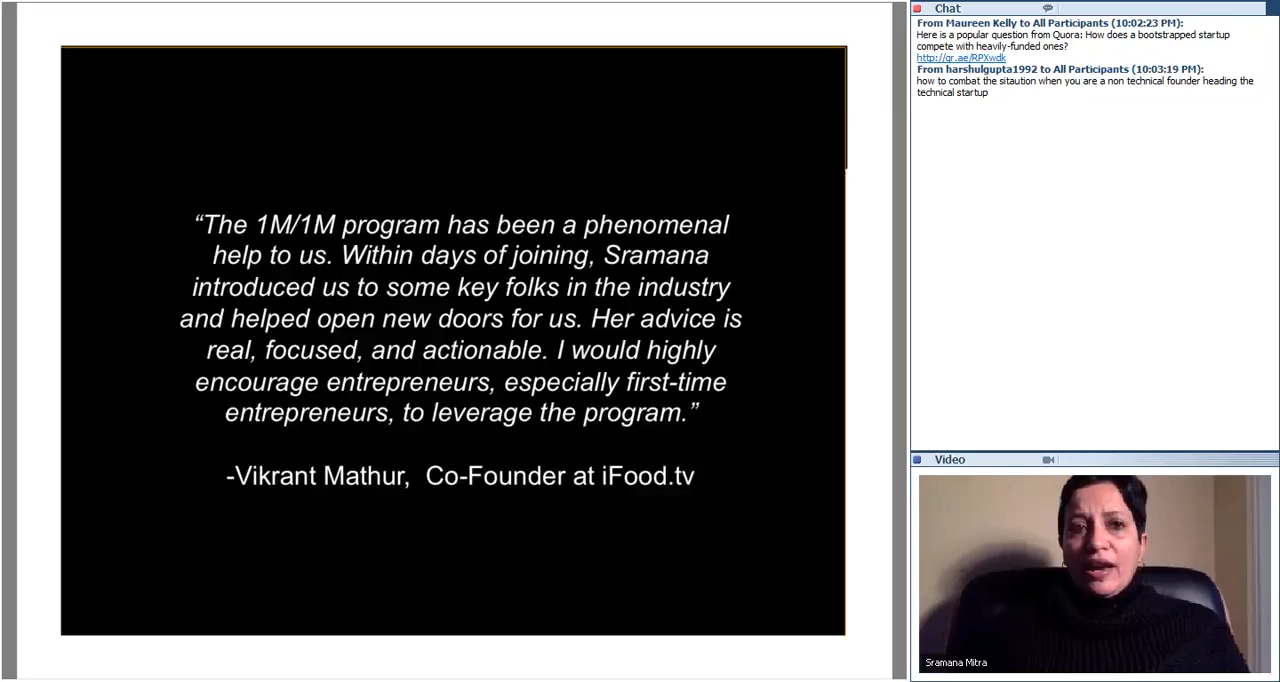 “The 1M/1M program has been a phenomenal
help to us. Within days of joining, Sramana
introduced us to some key folks in the industry
and helped open new doors for us. Her advice is
real, focused, and actionable. I would highly
encourage entrepreneurs, especially first-time
entrepreneurs, to leverage the program.”
-Vikrant Mathur,  Co-Founder at iFood.tv
Chat
From Maureen Kelly to All Participants (10:02:23 PM):
Here is a popular question from Quora: How does a bootstrapped startup
compete with heavily-funded ones?
http://qr.ae/RPXwdk
From harshulgupta1992 to All Participants (10:03:19 PM):
how to combat the sitaution when you are a non technical founder heading the
technical startup
Video
Sramana Mitra